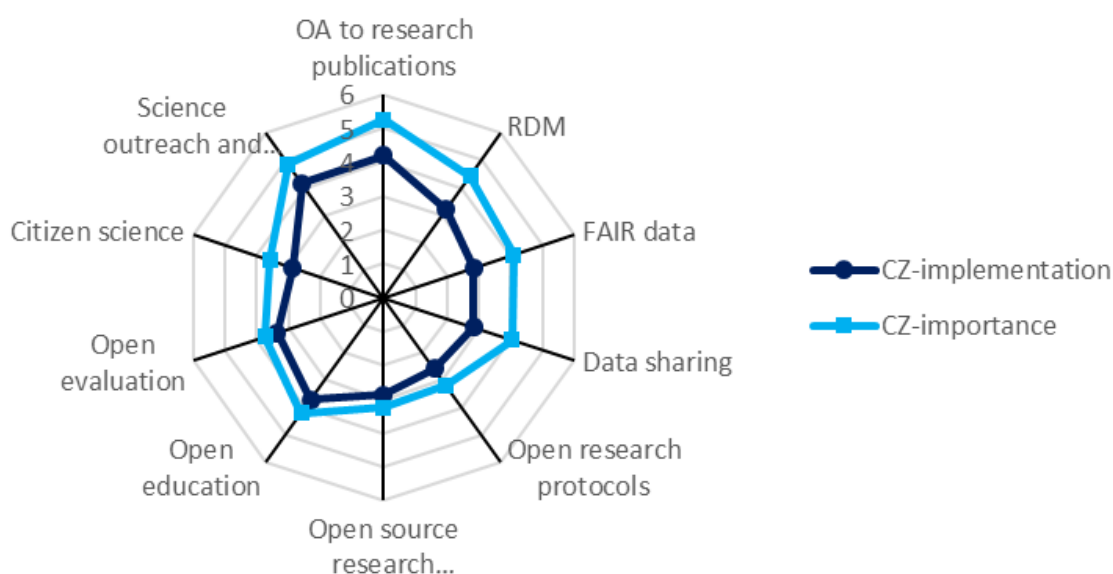 OA to research
publications
6
5
4
3
2
1
0
RDM
FAIR data
Data sharing
Open research
protocols
Open source
research...
Open
education
Open
evaluation
Citizen science
Science
outreach and..
CZ-implementation
CZ-importance